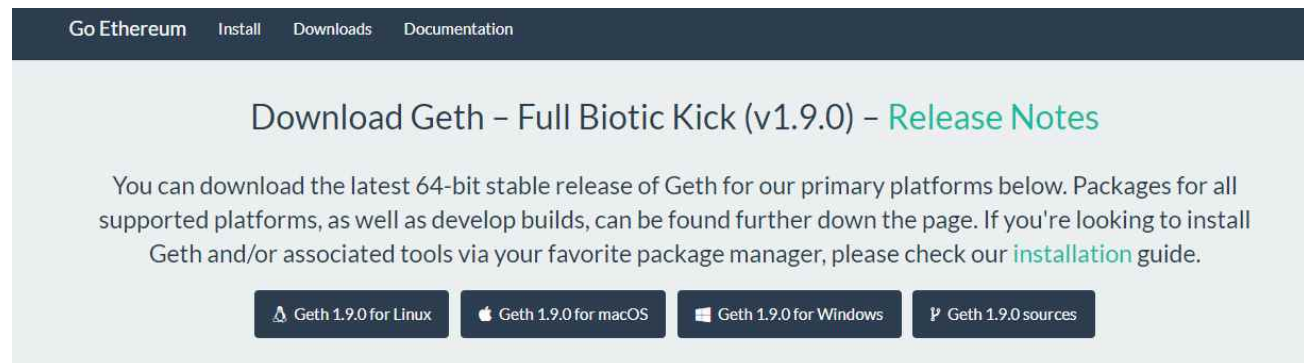 Go Ethereum Install Downloads Documentation
Download Geth – Full Biotic Kick (v1.9.0) – Release Notes
You can download the latest 64-bit stable release of Geth for our primary platforms below. Packages for all
supported platforms, as well as develop builds, can be found further down the page. If you're looking to install
Geth and/or associated tools via your favorite package manager, please check our installation guide.
Geth 1.9.0 for Linux Geth 1.9.0 for macOS Geth 1.9.0 for Windows Geth 1.9.0 sources